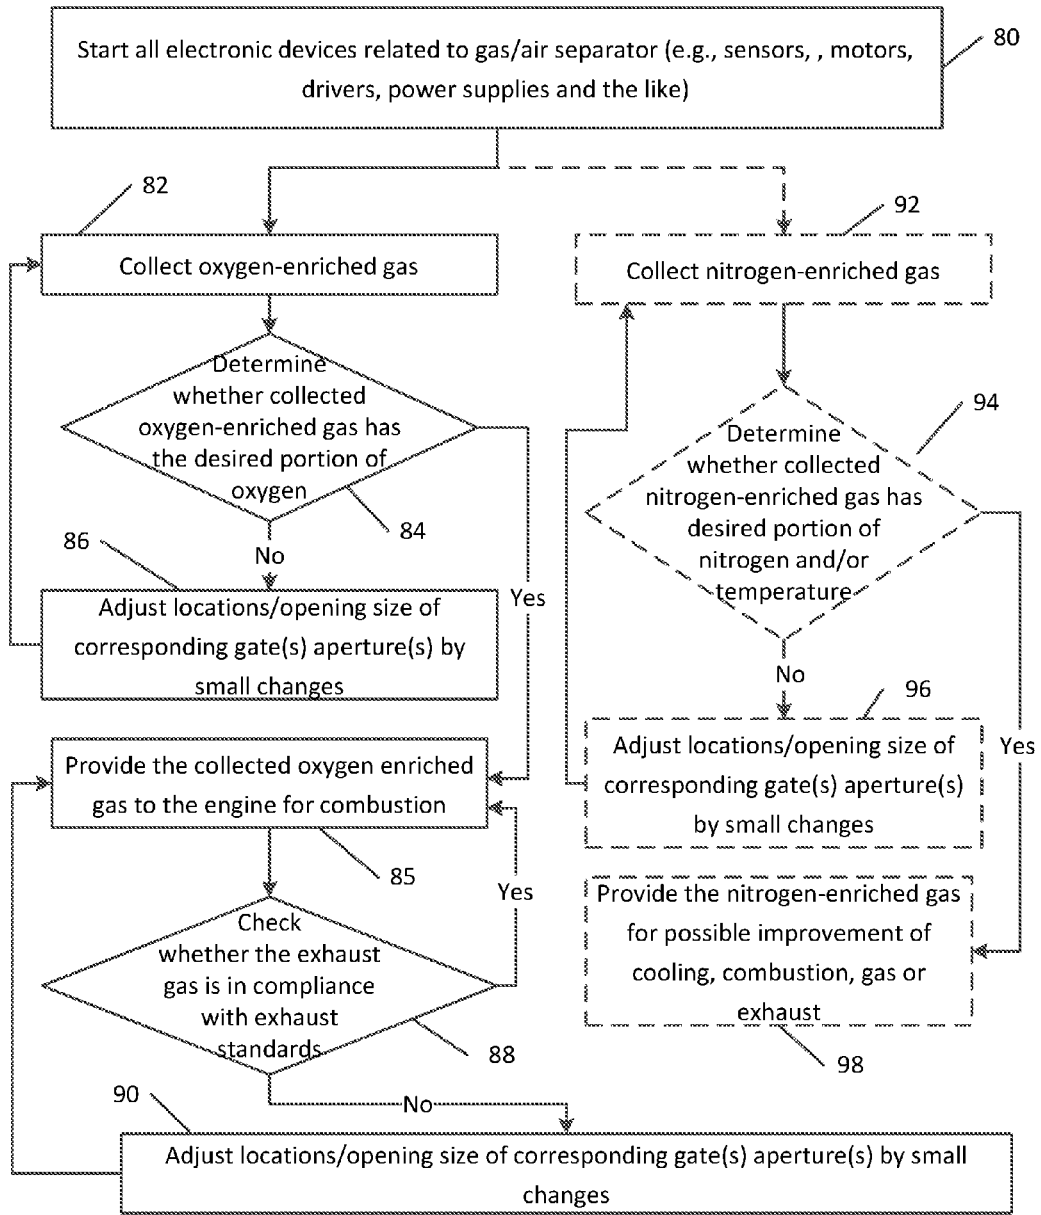 Start all electronic devices related to gas/air separator (e.g., sensors, , motors,
drivers, power supplies and the like)
80
82
Collect oxygen-enriched gas
92
Collect nitrogen-enriched gas
Determine
whether collected
oxygen-enriched gas has
the desired portion of
oxygen
84
94
Determine
whether collected
nitrogen-enriched gas has
desired portion of
nitrogen and/or
temperature
86
No
Yes
Adjust locations/opening size of
corresponding gate(s) aperture(s) by
small changes
No
96
Yes
Adjust locations/opening size of
corresponding gate(s) aperture(s)
by small changes
Provide the collected oxygen enriched
gas to the engine for combustion
85
Yes
Provide the nitrogen-enriched gas
for possible improvement of
cooling, combustion, gas or
exhaust
98
Check
whether the exhaust
gas is in compliance
with exhaust
standards
88
90
No
Adjust locations/opening size of corresponding gate(s) aperture(s) by small
changes